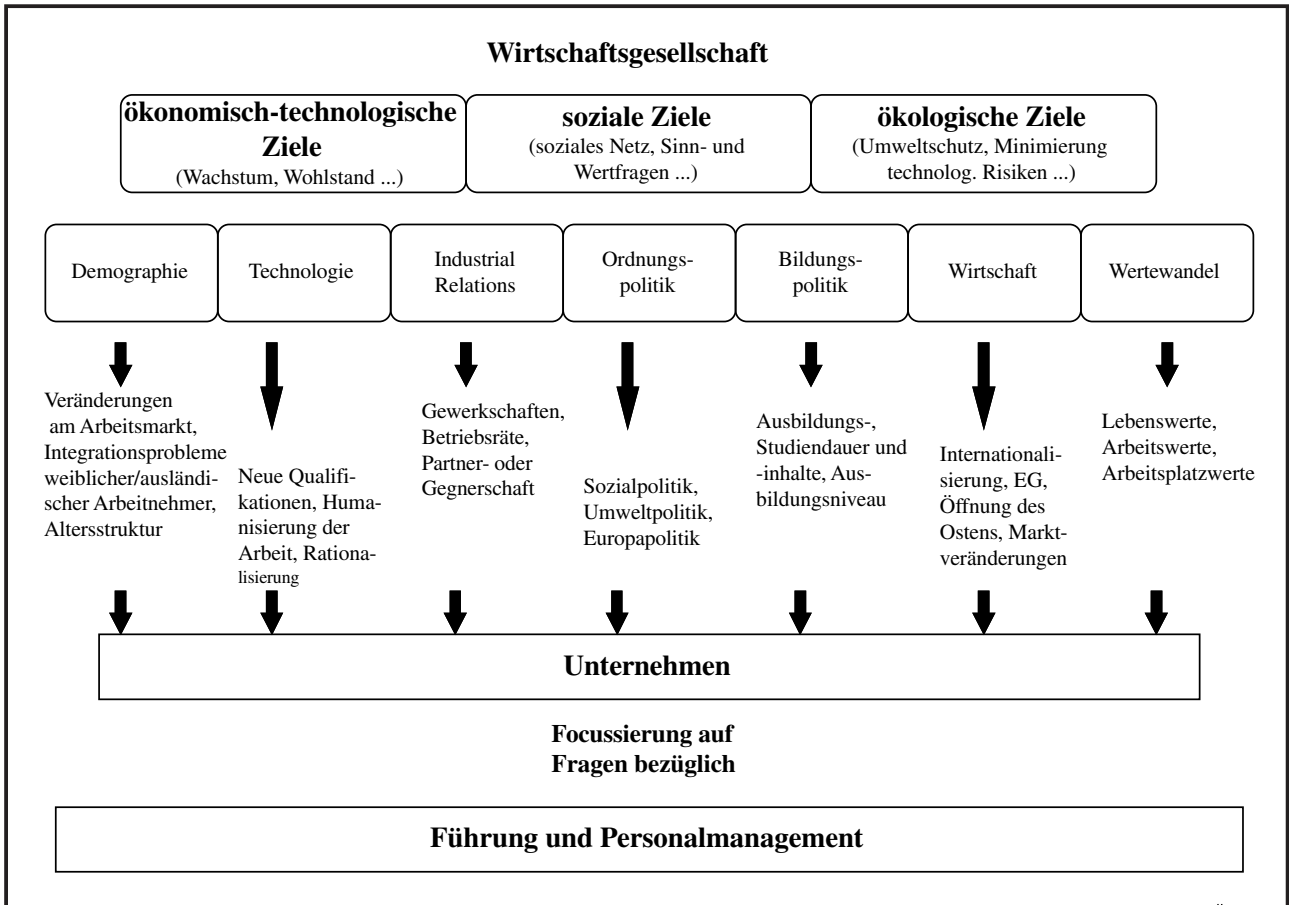 Wirtschaftsgesellschaft
ökonomisch-technologische
Ziele
(Wachstum, Wohlstand ...)
soziale Ziele
(soziales Netz, Sinn- und
Wertfragen ...)
ökologische Ziele
(Umweltschutz, Minimierung
technolog. Risiken ...)
Demographie
Technologie
Industrial
Relations
Ordnungs-
politik
Bildungs-
politik
Wirtschaft
Wertewandel
Veränderungen
am Arbeitsmarkt,
Integrationsprobleme
weiblicher/ausländi-
scher Arbeitnehmer,
Altersstruktur
Neue Qualifi-
kationen, Huma-
nisierung der
Arbeit, Rationa-
lisierung
Gewerkschaften,
Betriebsräte,
Partner- oder
Gegnerschaft
Sozialpolitik,
Umweltpolitik,
Europapolitik
Ausbildungs-,
Studiendauer und
-inhalte, Aus-
bildungsniveau
Internationali-
sierung, EG,
Öffnung des
Ostens, Markt-
veränderungen
Lebenswerte,
Arbeitswerte,
Arbeitsplatzwerte
Unternehmen
Focussierung auf
Fragen bezüglich
Führung und Personalmanagement